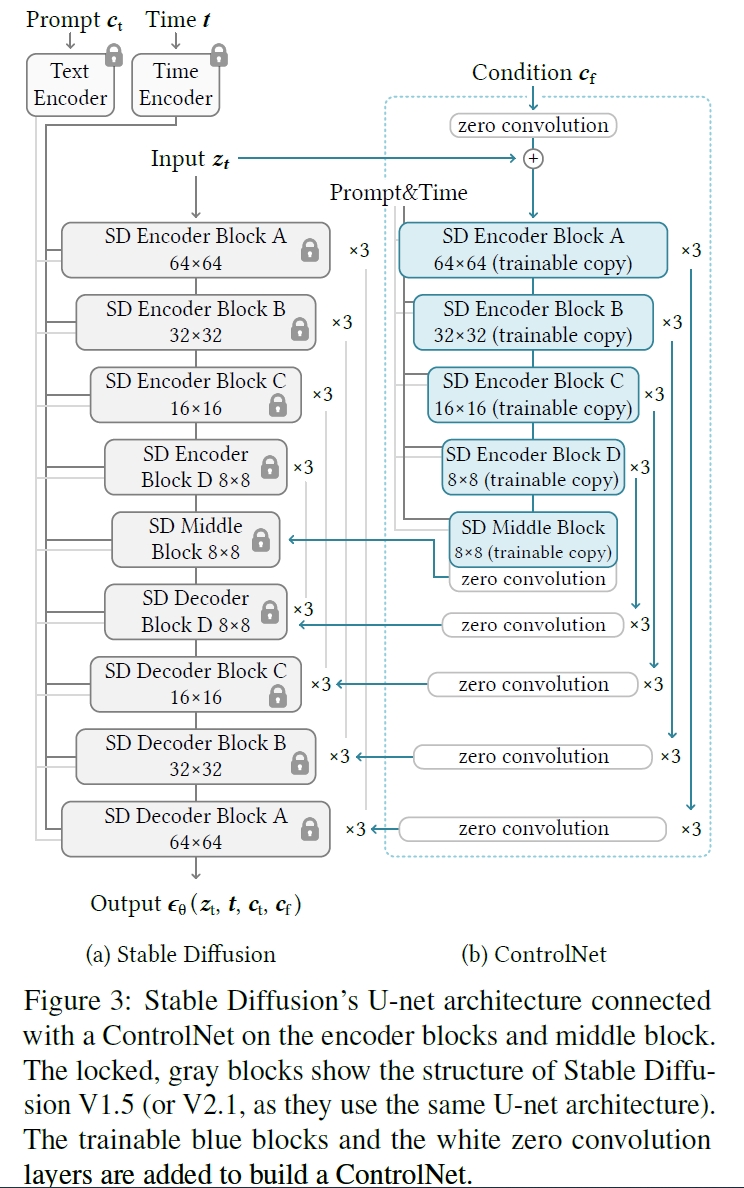 Prompt cₜ Time t
Text Encoder
Time Encoder
Condition c_f
zero convolution
Input zₜ
+
Prompt&Time
SD Encoder Block A
64×64
×3
SD Encoder Block A
64×64 (trainable copy)
×3
SD Encoder Block B
32×32
×3
SD Encoder Block B
32×32 (trainable copy)
×3
SD Encoder Block C
16×16
×3
SD Encoder Block C
16×16 (trainable copy)
×3
SD Encoder
Block D 8×8
×3
SD Encoder Block D
8×8 (trainable copy)
×3
SD Middle
Block 8×8
SD Middle Block
8×8 (trainable copy)
zero convolution
SD Decoder
Block D 8×8
×3
zero convolution
×3
SD Decoder Block C
16×16
×3
zero convolution
×3
SD Decoder Block B
32×32
×3
zero convolution
×3
SD Decoder Block A
64×64
×3
zero convolution
×3
Output ϵ_θ(zₜ, t, cₜ, c_f)
(a) Stable Diffusion
(b) ControlNet
Figure 3: Stable Diffusion's U-net architecture connected
with a ControlNet on the encoder blocks and middle block.
The locked, gray blocks show the structure of Stable Diffu-
sion V1.5 (or V2.1, as they use the same U-net architecture).
The trainable blue blocks and the white zero convolution
layers are added to build a ControlNet.